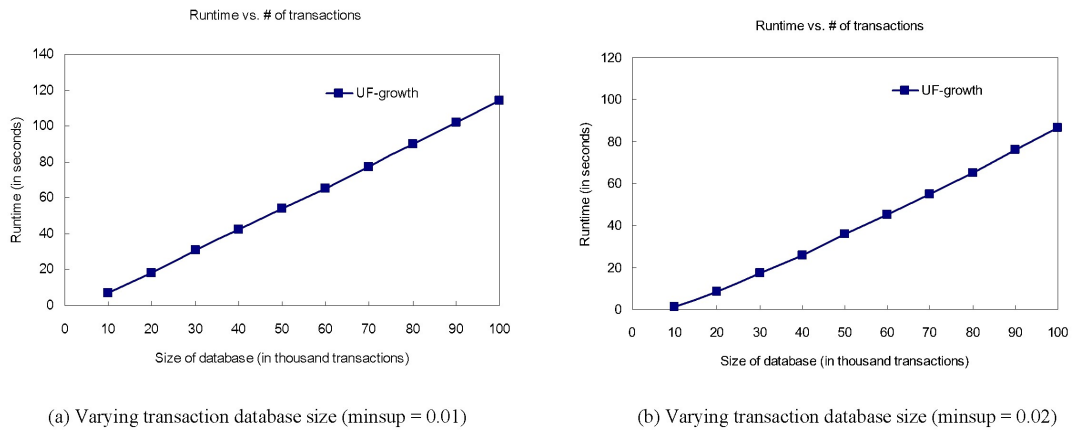 Runtime vs. # of transactions
140
120
100
80
60
40
20
0
Runtime (in seconds)
UF-growth
0 10 20 30 40 50 60 70 80 90 100
Size of database (in thousand transactions)
(a) Varying transaction database size (minsup = 0.01)
Runtime vs. # of transactions
120
100
80
60
40
20
0
Runtime (in seconds)
UF-growth
0 10 20 30 40 50 60 70 80 90 100
Size of database (in thousand transactions)
(b) Varying transaction database size (minsup = 0.02)